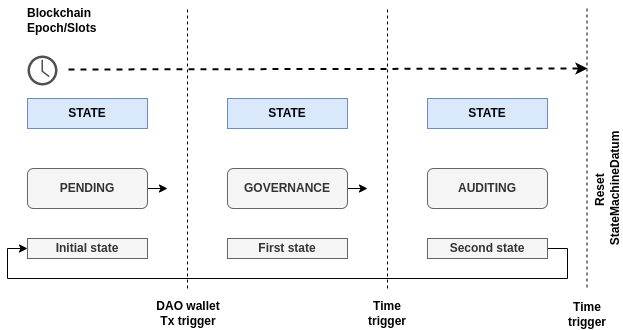 Blockchain
Epoch/Slots
STATE
STATE
STATE
PENDING
GOVERNANCE
AUDITING
Reset
StateMachineDatum
Initial state
First state
Second state
DAO wallet
Tx trigger
Time
trigger
Time
trigger